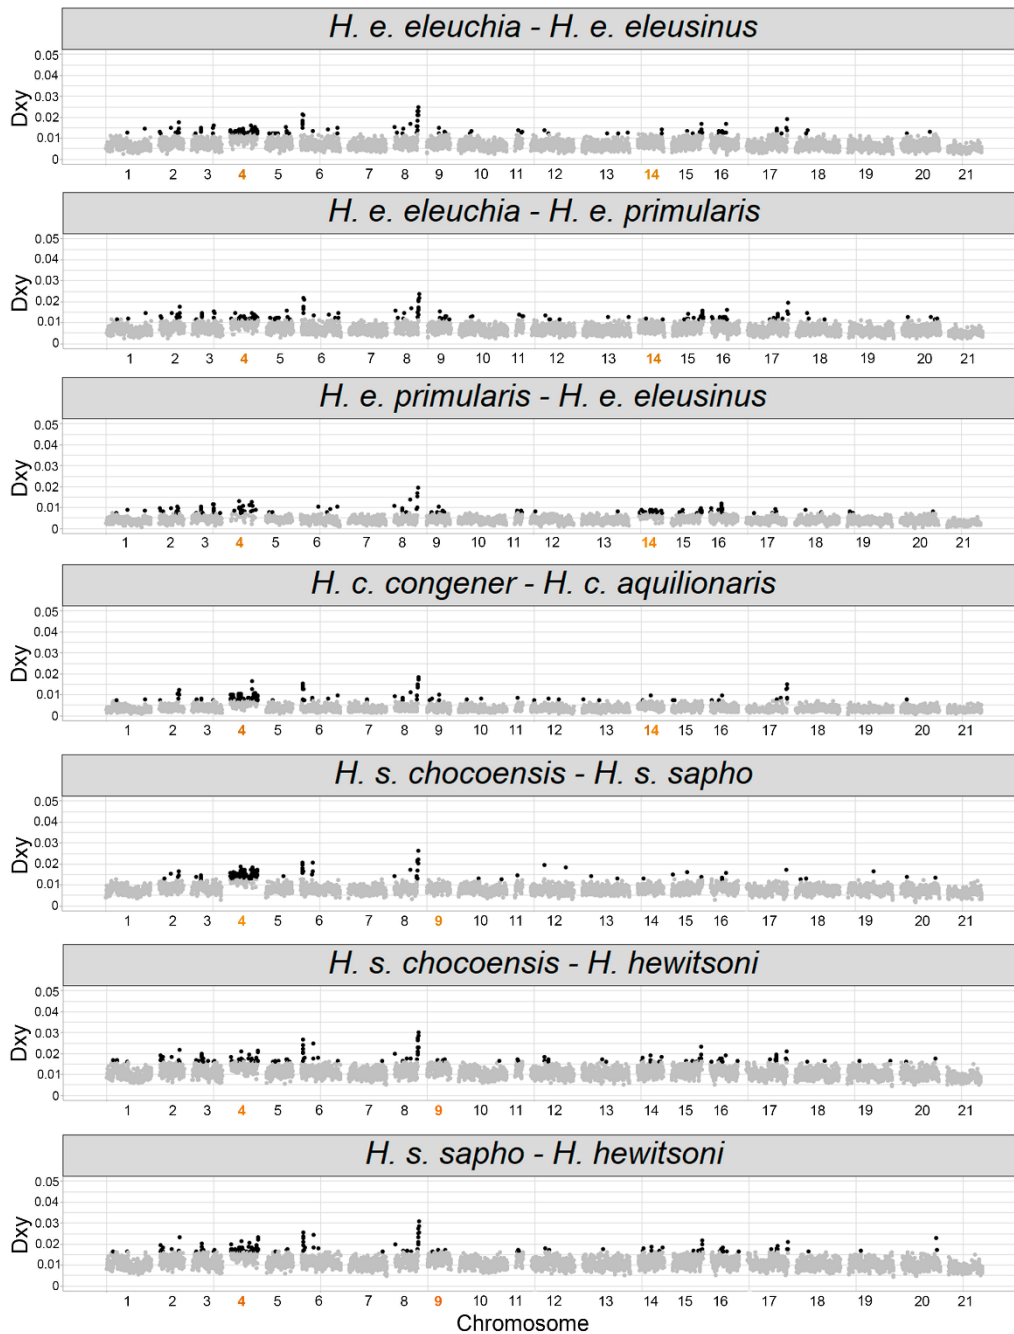 H. e. eleuchia - H. e. eleusinus
Dxy
0.05
0.04
0.03
0.02
0.01
0
1 2 3 4 5 6 7 8 9 10 11 12 13 14 15 16 17 18 19 20 21
H. e. eleuchia - H. e. primularis
Dxy
0.05
0.04
0.03
0.02
0.01
0
1 2 3 4 5 6 7 8 9 10 11 12 13 14 15 16 17 18 19 20 21
H. e. primularis - H. e. eleusinus
Dxy
0.05
0.04
0.03
0.02
0.01
0
1 2 3 4 5 6 7 8 9 10 11 12 13 14 15 16 17 18 19 20 21
H. c. congener - H. c. aquilionaris
Dxy
0.05
0.04
0.03
0.02
0.01
0
1 2 3 4 5 6 7 8 9 10 11 12 13 14 15 16 17 18 19 20 21
H. s. chocoensis - H. s. sapho
Dxy
0.05
0.04
0.03
0.02
0.01
0
1 2 3 4 5 6 7 8 9 10 11 12 13 14 15 16 17 18 19 20 21
H. s. chocoensis - H. hewitsoni
Dxy
0.05
0.04
0.03
0.02
0.01
0
1 2 3 4 5 6 7 8 9 10 11 12 13 14 15 16 17 18 19 20 21
H. s. sapho - H. hewitsoni
Dxy
0.05
0.04
0.03
0.02
0.01
0
1 2 3 4 5 6 7 8 9 10 11 12 13 14 15 16 17 18 19 20 21
Chromosome